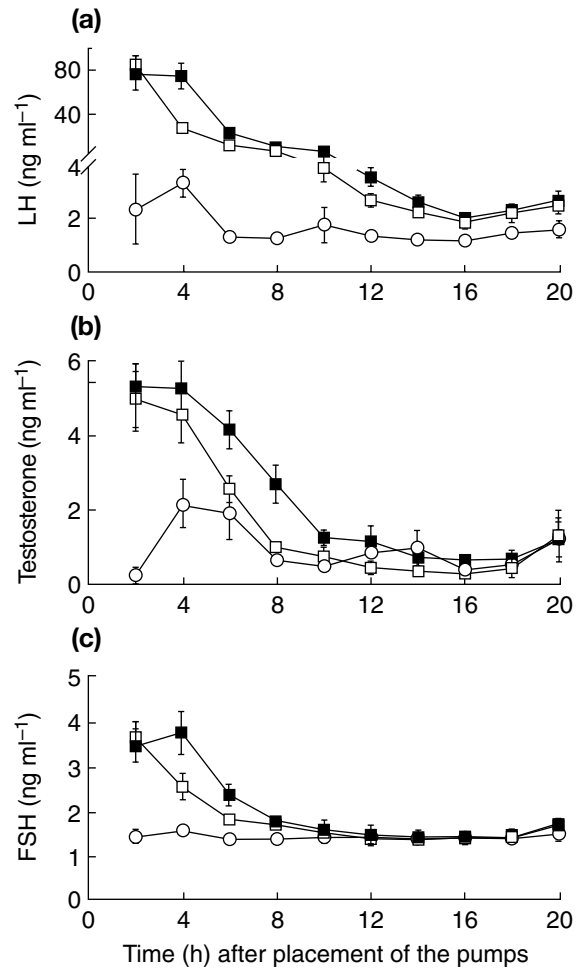 (a)
80
40
4
2
0
LH (ng ml⁻¹)
0 4 8 12 16 20
(b)
6
4
2
0
Testosterone (ng ml⁻¹)
0 4 8 12 16 20
(c)
5
4
3
2
1
0
FSH (ng ml⁻¹)
0 4 8 12 16 20
Time (h) after placement of the pumps